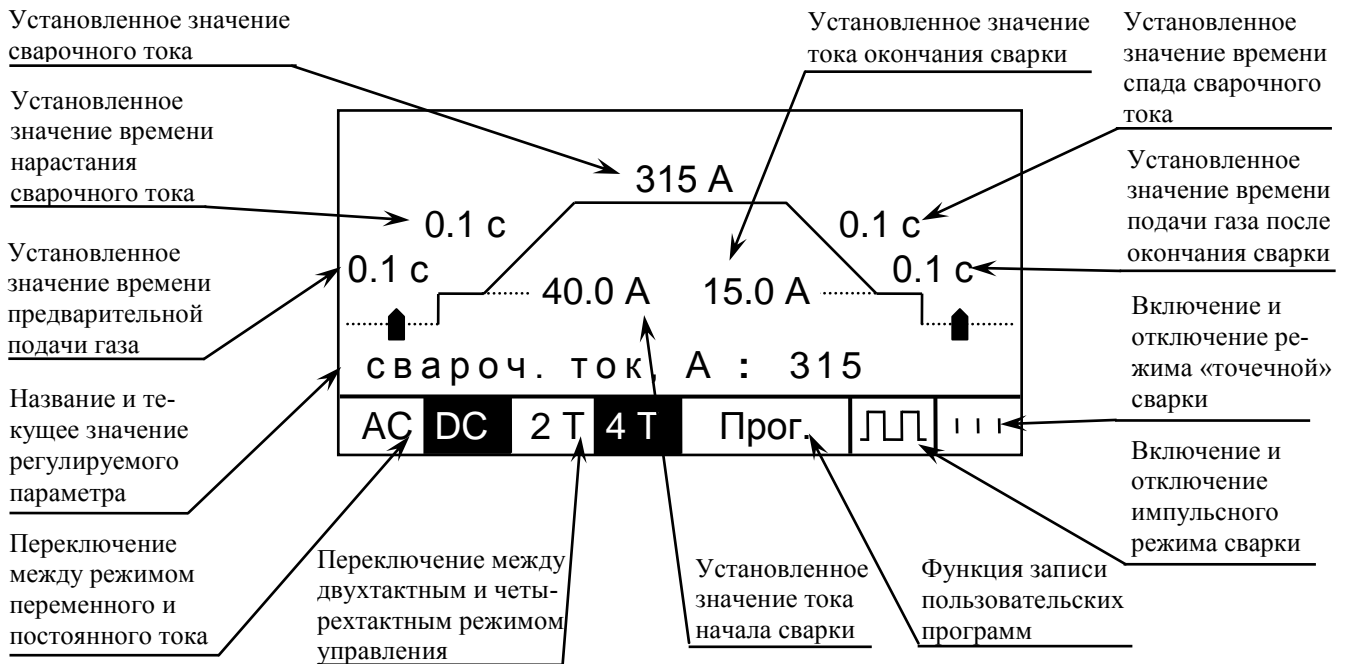 Установленное значение
сварочного тока
Установленное значение
тока окончания сварки
Установленное
значение времени
спада сварочного
тока
Установленное
значение времени
нарастания
сварочного тока
Установленное
значение времени
подачи газа после
окончания сварки
Установленное
значение времени
предварительной
подачи газа
315 А
0.1 с
0.1 с
0.1 с
0.1 с
40.0 А
15.0 А
свароч. ток, А : 315
AC DC 2 Т 4 Т Прог.
Включение и
отключение ре-
жима «точечной»
сварки
Название и те-
кущее значение
регулируемого
параметра
Включение и
отключение
импульсного
режима сварки
Переключение
между режимом
переменного и
постоянного тока
Переключение между
двухтактным и четы-
рехтактным режимом
управления
Установленное
значение тока
начала сварки
Функция записи
пользовательских
программ